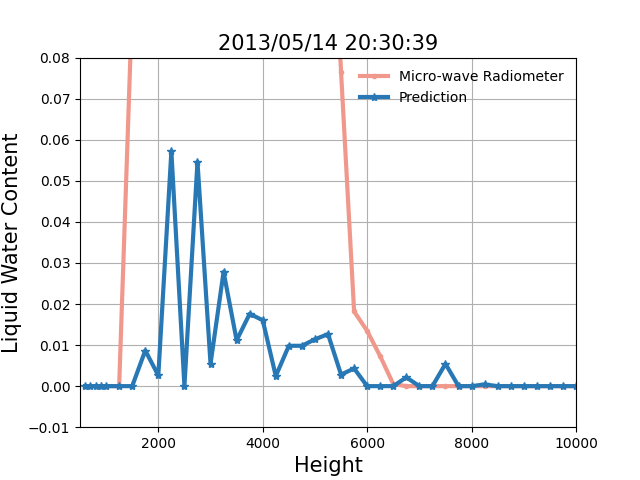 2013/05/14 20:30:39
Liquid Water Content
0.08
0.07
0.06
0.05
0.04
0.03
0.02
0.01
0.00
−0.01
Micro-wave Radiometer
Prediction
2000 4000 6000 8000 10000
Height